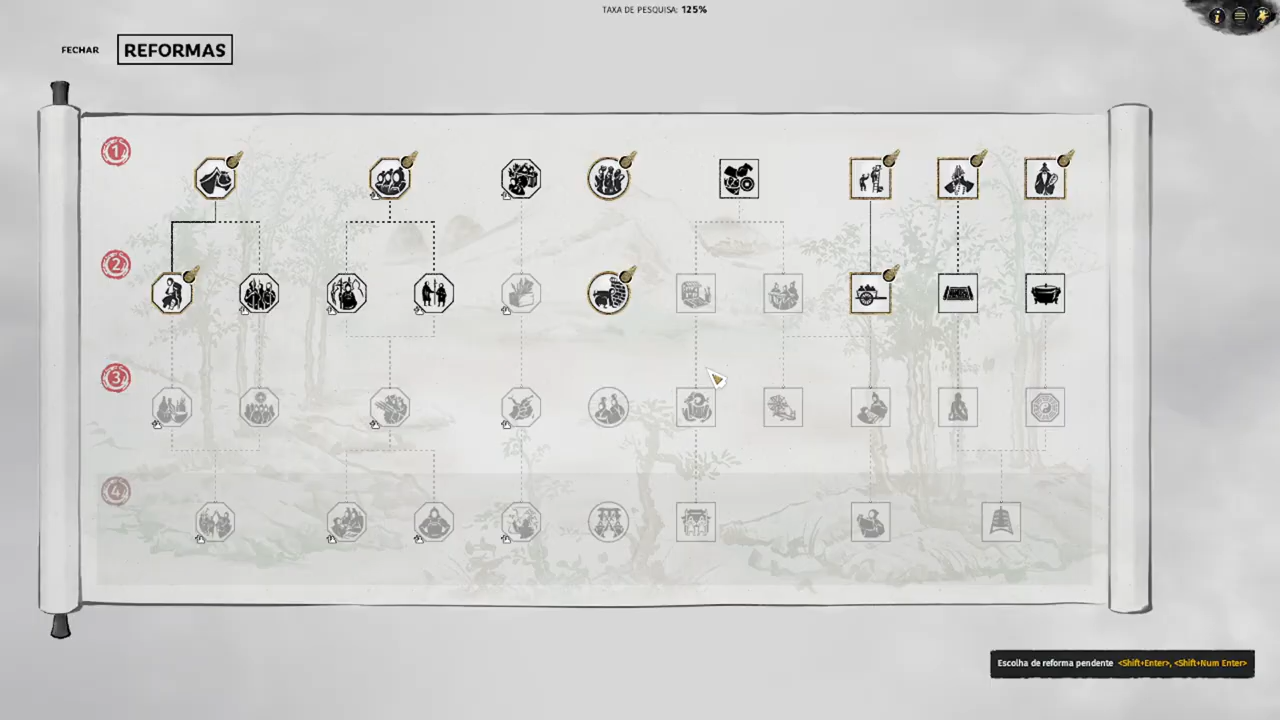 TAXA DE PESQUISA: 125%
FECHAR
REFORMAS
1
2
3
4
Escolha de reforma pendente <Shift+Enter>, <Shift+Num Enter>